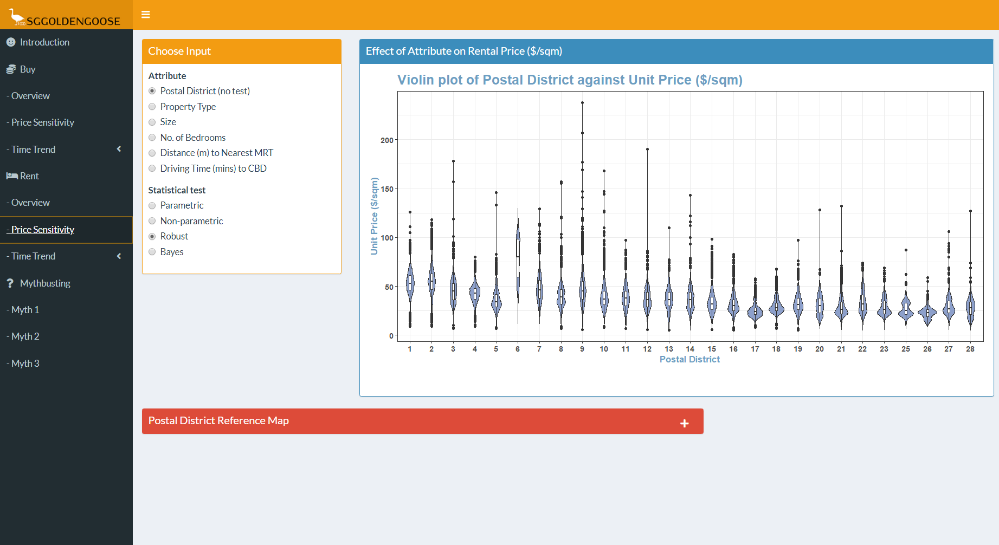 SGGOLDENGOOSE
Introduction
Buy
- Overview
- Price Sensitivity
- Time Trend
Rent
- Overview
- Price Sensitivity
- Time Trend
? Mythbusting
- Myth 1
- Myth 2
- Myth 3
Choose Input
Attribute
Postal District (no test)
Property Type
Size
No. of Bedrooms
Distance (m) to Nearest MRT
Driving Time (mins) to CBD
Statistical test
Parametric
Non-parametric
Robust
Bayes
Effect of Attribute on Rental Price ($/sqm)
Violin plot of Postal District against Unit Price ($/sqm)
Unit Price ($/sqm)
200
150
100
50
0
1 2 3 4 5 6 7 8 9 10 11 12 13 14 15 16 17 18 19 20 21 22 23 25 26 27 28
Postal District
Postal District Reference Map +